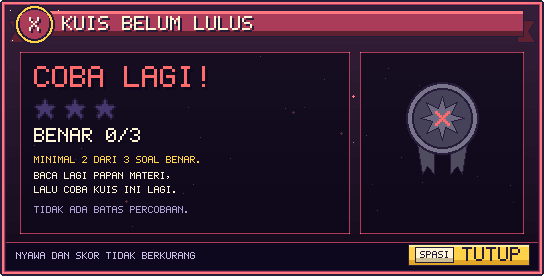 X KUIS BELUM LULUS
COBA LAGI!
BENAR 0/3
MINIMAL 2 DARI 3 SOAL BENAR.
BACA LAGI PAPAN MATERI,
LALU COBA KUIS INI LAGI.
TIDAK ADA BATAS PERCOBAAN.
NYAWA DAN SKOR TIDAK BERKURANG
SPASI TUTUP